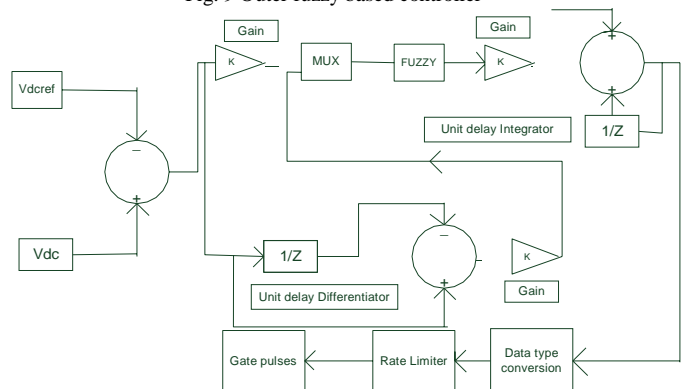 Fig. 9 Outer fuzzy based controller
Gain
Gain
Vdcref
K
MUX
FUZZY
K
+
+
−
+
Unit delay Integrator
1/Z
Vdc
1/Z
−
+
K
Unit delay Differentiator
Gain
Gate pulses
Rate Limiter
Data type
conversion